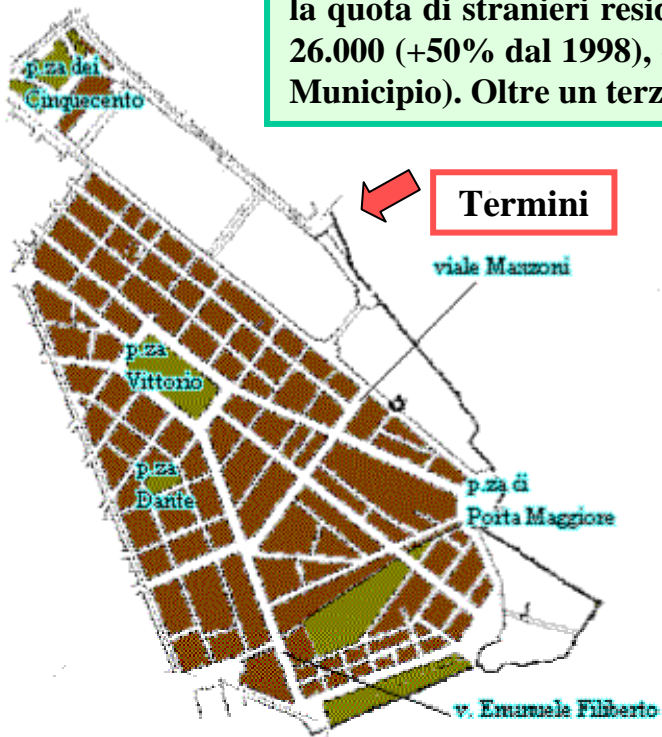 la quota di stranieri resid
26.000 (+50% dal 1998),
Municipio). Oltre un terz
p.za dei
Cinquecento
Termini
viale Manzoni
p.za
Vittorio
p.za
Dante
p.za di
Porta Maggiore
v. Emanuele Filiberto